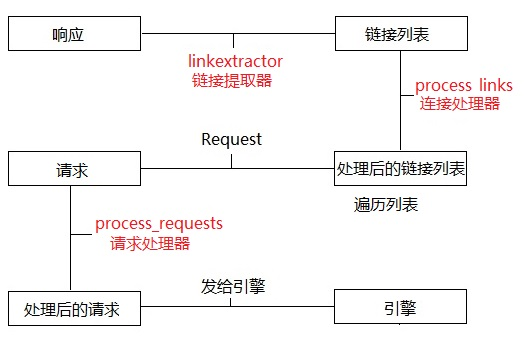 响应
链接列表
linkextractor
链接提取器
process links
连接处理器
Request
请求
处理后的链接列表
遍历列表
process_requests
请求处理器
发给引擎
处理后的请求
引擎